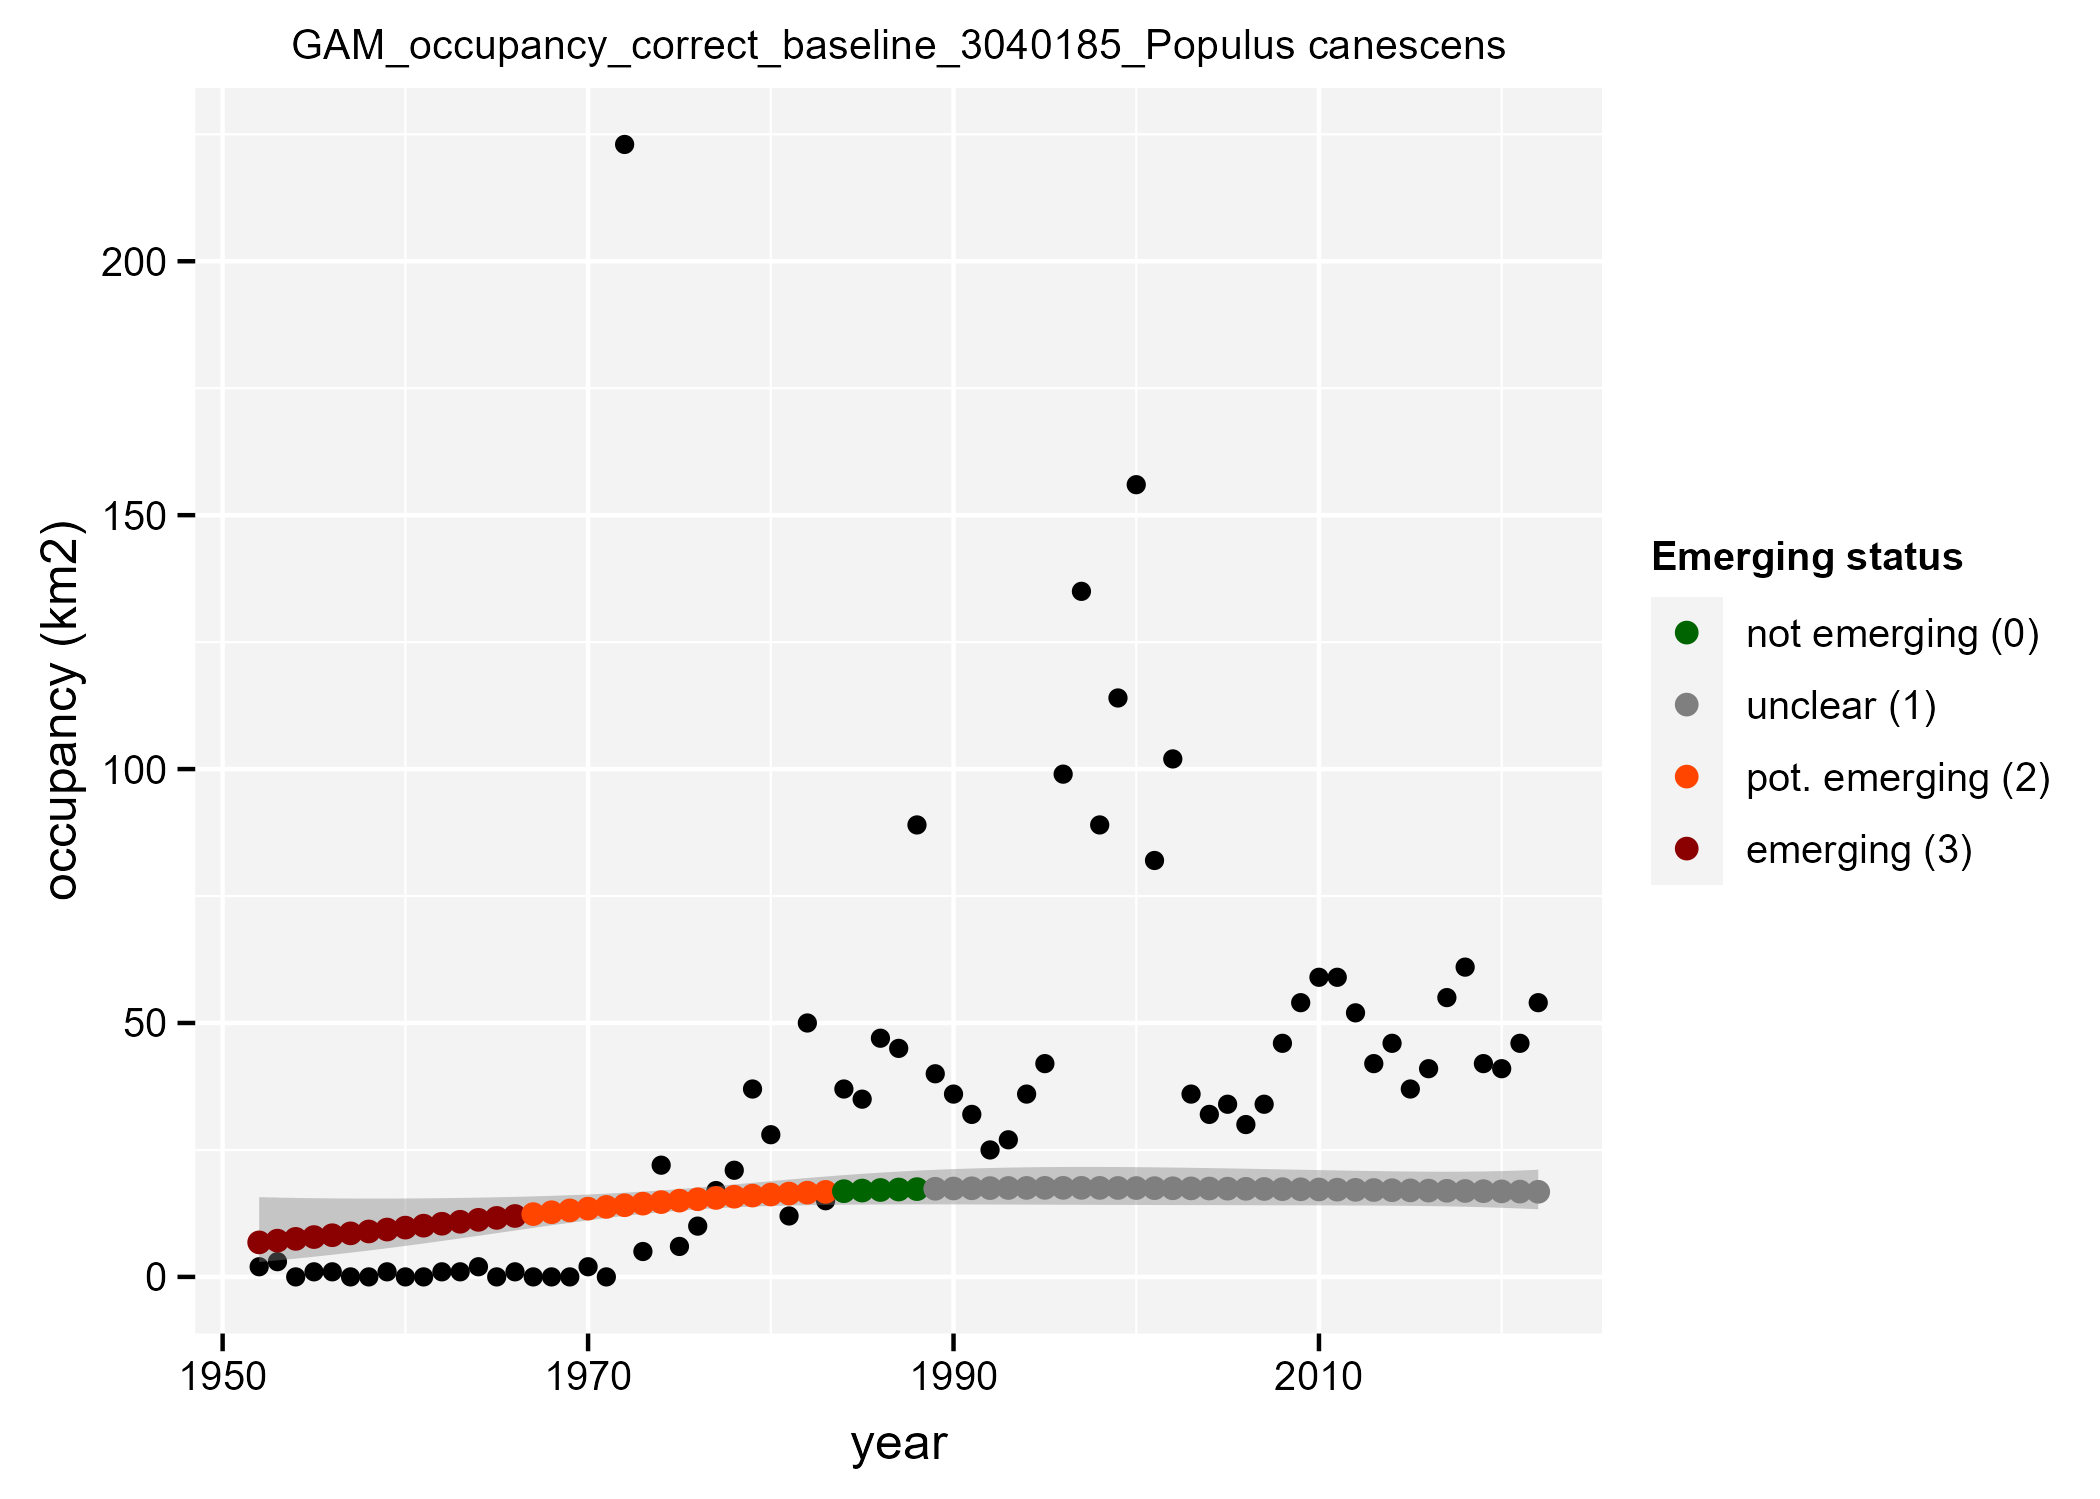 GAM_occupancy_correct_baseline_3040185_Populus canescens
occupancy (km2)
200
150
100
50
0
1950
1970
1990
2010
year
Emerging status
not emerging (0)
unclear (1)
pot. emerging (2)
emerging (3)